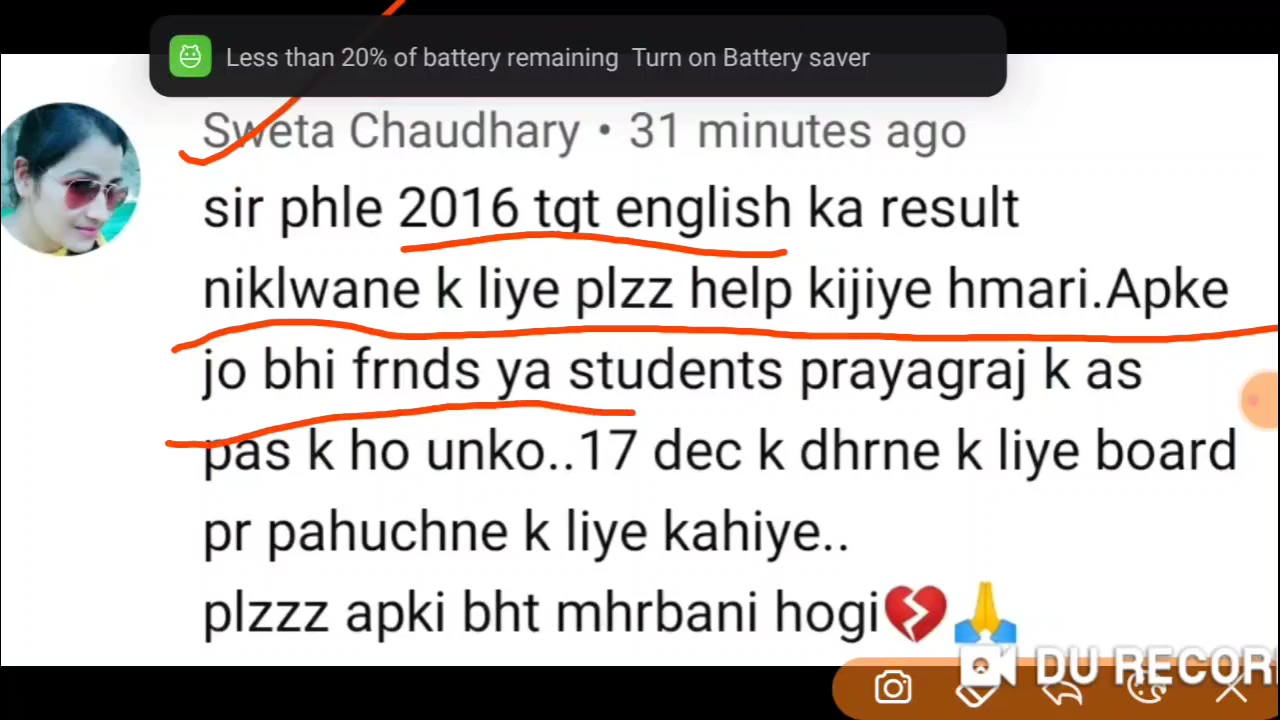 Less than 20% of battery remaining Turn on Battery saver
Sweta Chaudhary • 31 minutes ago
sir phle 2016 tgt english ka result
niklwane k liye plzz help kijiye hmari.Apke
jo bhi frnds ya students prayagraj k as
pas k ho unko..17 dec k dhrne k liye board
pr pahuchne k liye kahiye..
plzzz apki bht mhrbani hogi💔🙏
DU RECOR